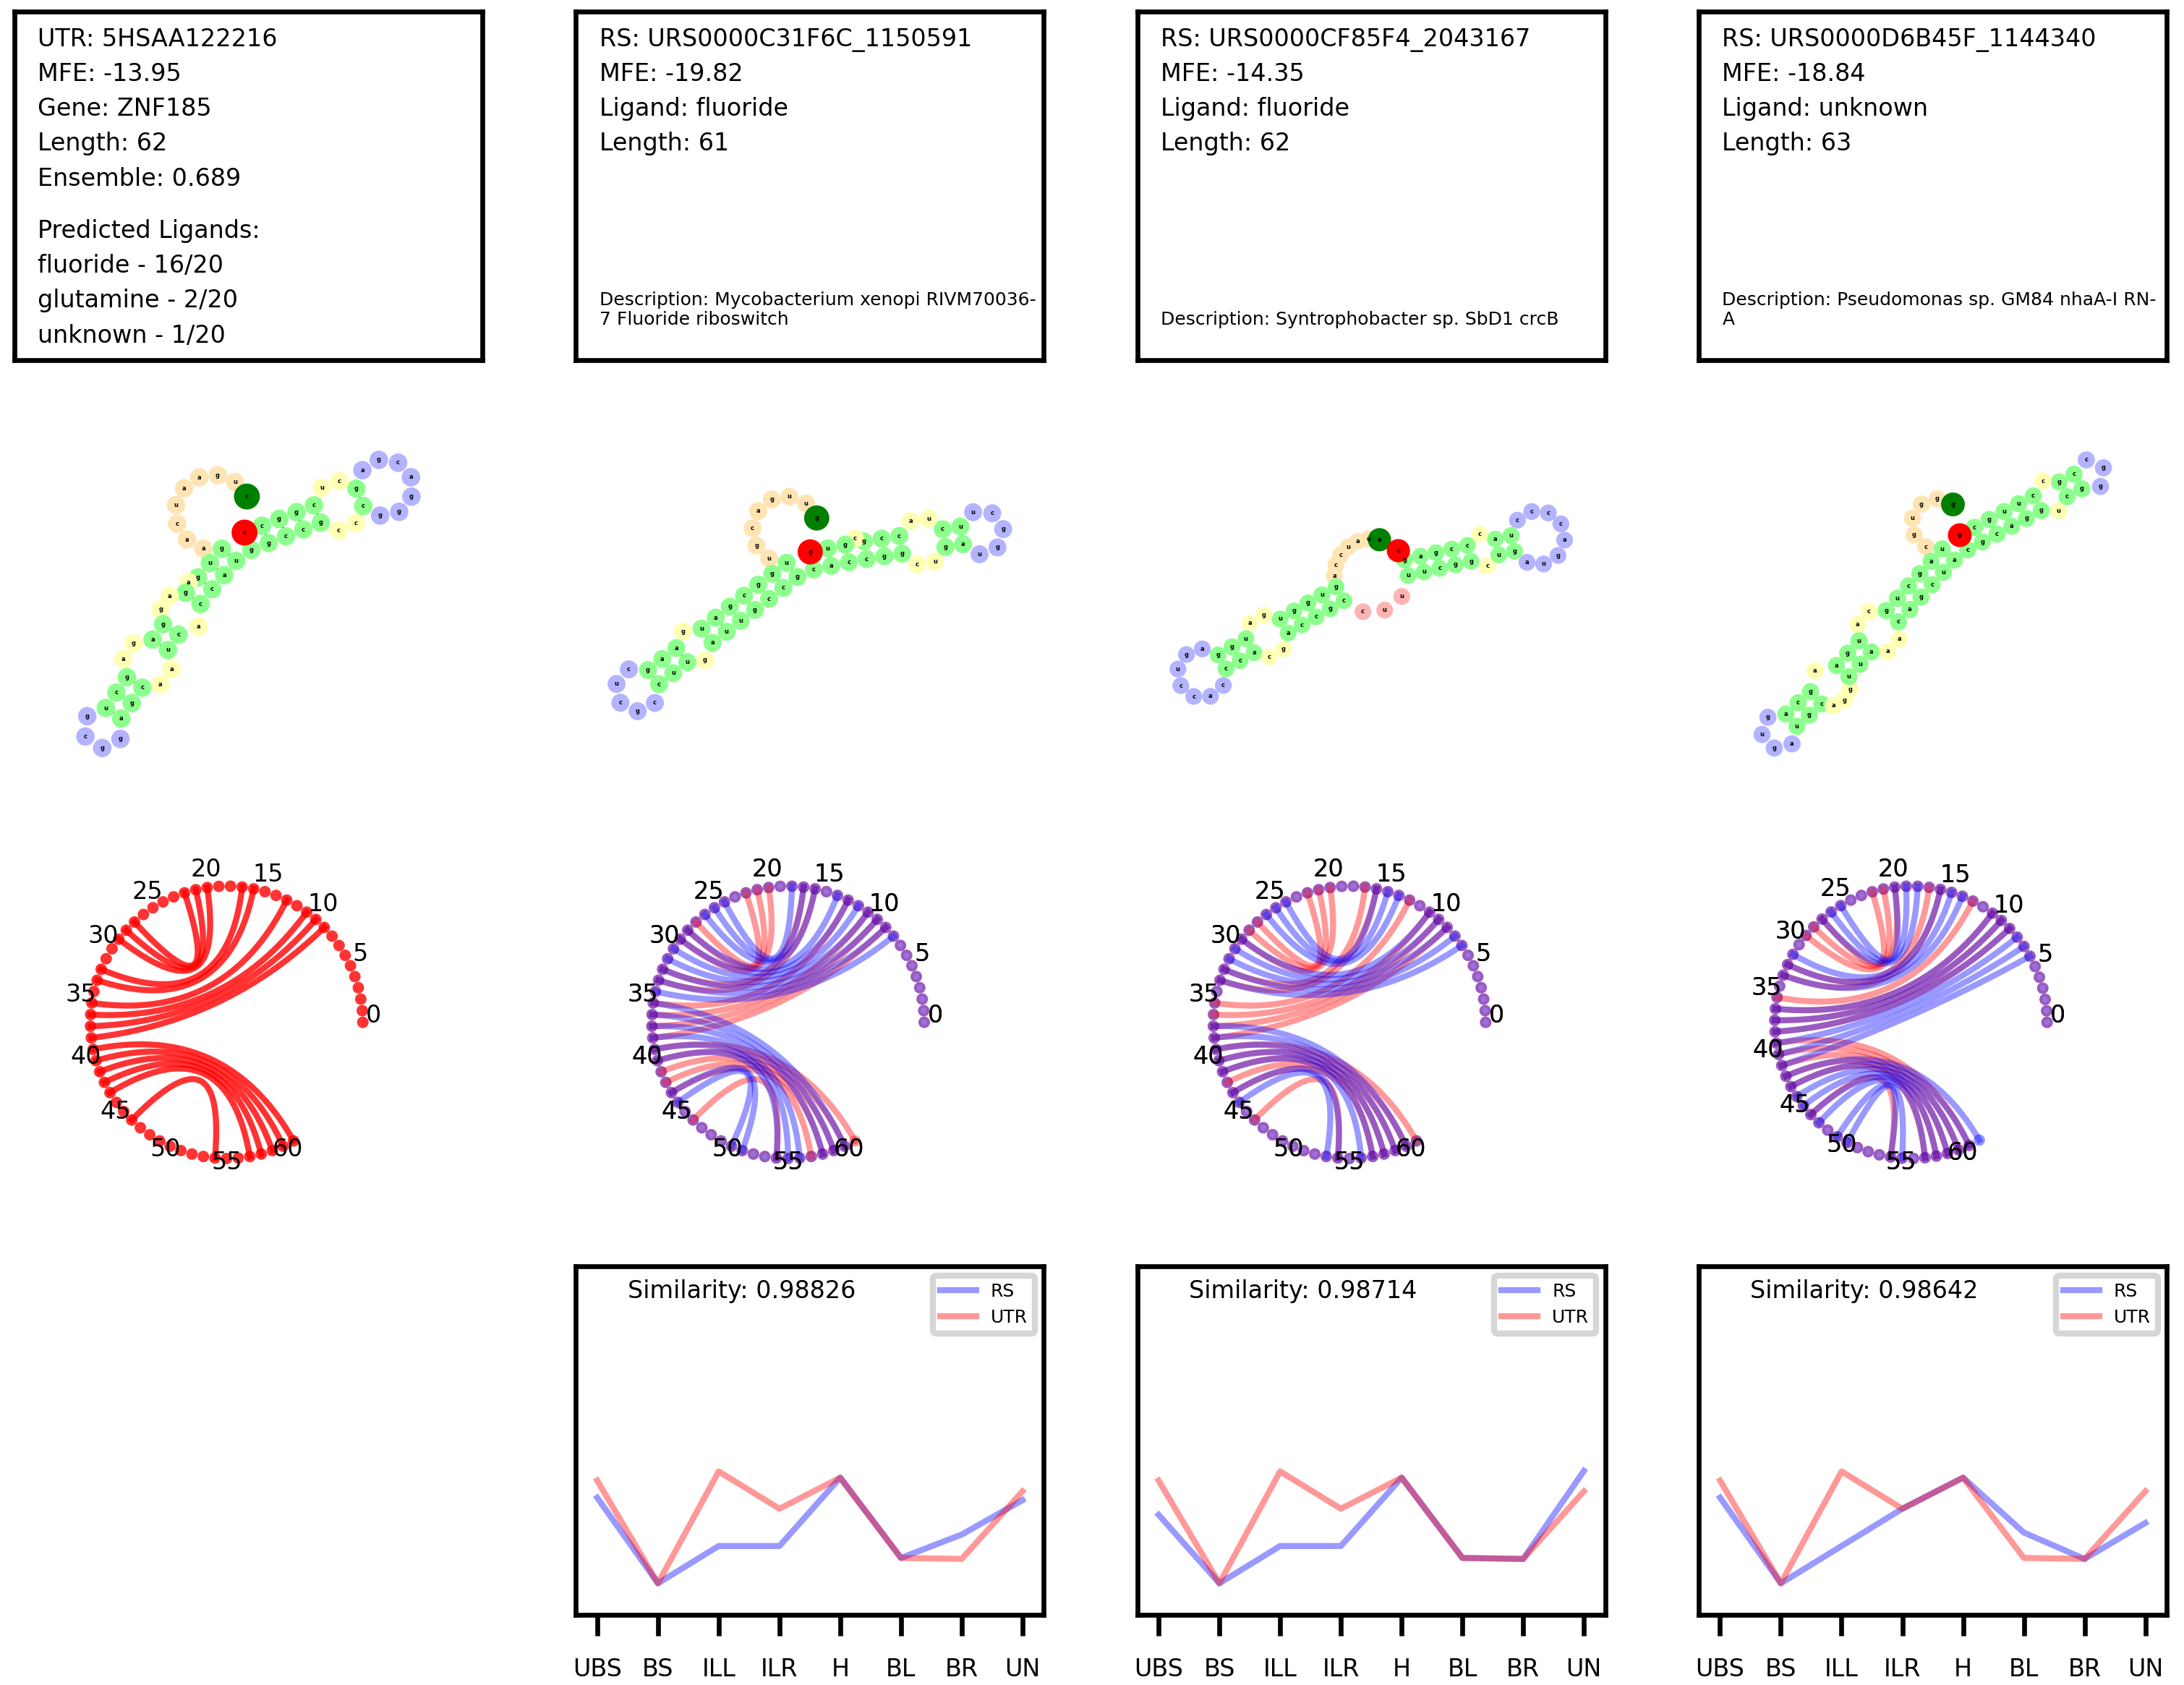 UTR: 5HSAA122216
MFE: -13.95
Gene: ZNF185
Length: 62
Ensemble: 0.689
Predicted Ligands:
fluoride - 16/20
glutamine - 2/20
unknown - 1/20
RS: URS0000C31F6C_1150591
MFE: -19.82
Ligand: fluoride
Length: 61
Description: Mycobacterium xenopi RIVM70036-
7 Fluoride riboswitch
RS: URS0000CF85F4_2043167
MFE: -14.35
Ligand: fluoride
Length: 62
Description: Syntrophobacter sp. SbD1 crcB
RS: URS0000D6B45F_1144340
MFE: -18.84
Ligand: unknown
Length: 63
Description: Pseudomonas sp. GM84 nhaA-I RN-
A
0 5 10 15 20 25 30 35 40 45 50 55 60
0 5 10 15 20 25 30 35 40 45 50 55 60
0 5 10 15 20 25 30 35 40 45 50 55 60
0 5 10 15 20 25 30 35 40 45 50 55 60
Similarity: 0.98826
RS
UTR
UBS BS ILL ILR H BL BR UN
Similarity: 0.98714
RS
UTR
UBS BS ILL ILR H BL BR UN
Similarity: 0.98642
RS
UTR
UBS BS ILL ILR H BL BR UN